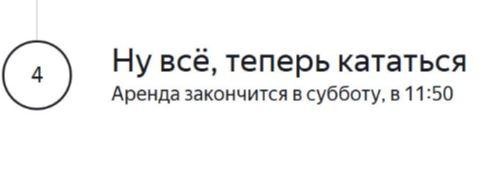 4
Ну всё, теперь кататься
Аренда закончится в субботу, в 11:50